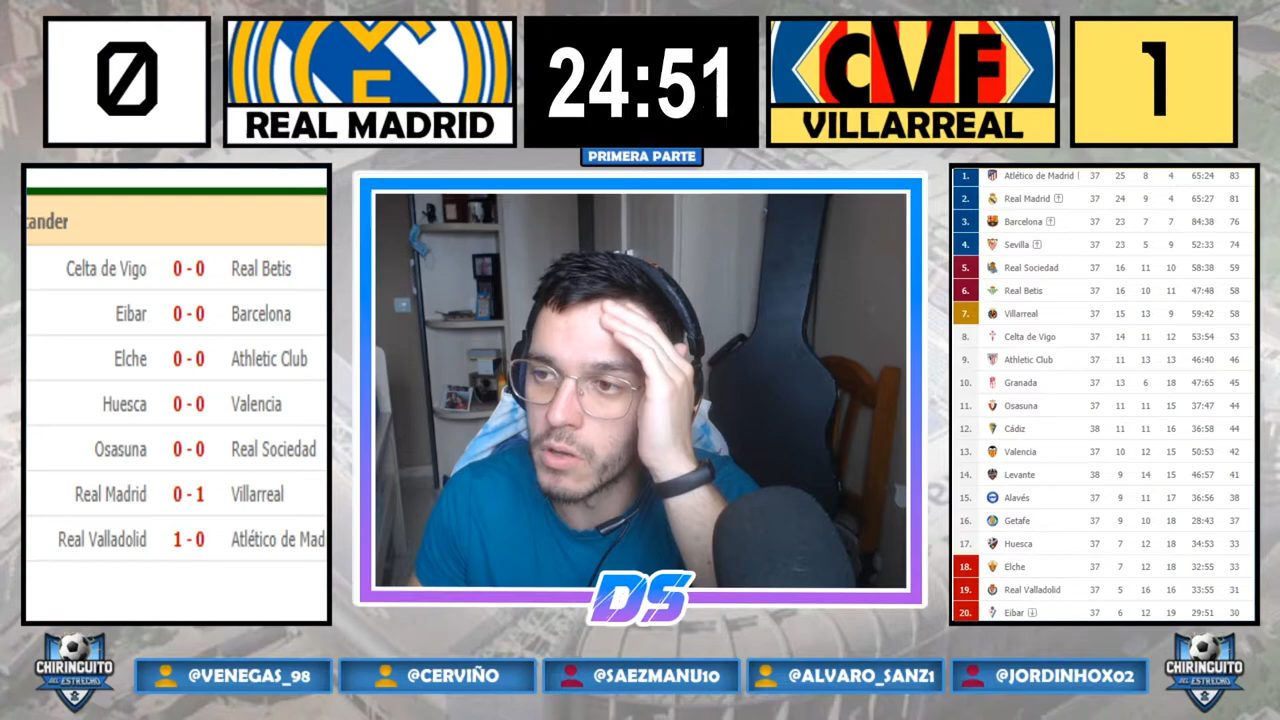 0
REAL MADRID
24:51
CVF
VILLARREAL
1
PRIMERA PARTE
ander
Celta de Vigo 0 - 0 Real Betis
Eibar 0 - 0 Barcelona
Elche 0 - 0 Athletic Club
Huesca 0 - 0 Valencia
Osasuna 0 - 0 Real Sociedad
Real Madrid 0 - 1 Villarreal
Real Valladolid 1 - 0 Atlético de Mad
1. Atlético de Madrid 37 25 8 4 65:24 83
2. Real Madrid 37 24 9 4 65:27 81
3. Barcelona 37 23 7 7 84:38 76
4. Sevilla 37 23 5 9 52:33 74
5. Real Sociedad 37 16 11 10 58:38 59
6. Real Betis 37 16 10 11 47:48 58
7. Villarreal 37 15 13 9 59:42 58
8. Celta de Vigo 37 14 11 12 53:54 53
9. Athletic Club 37 11 13 13 46:40 46
10. Granada 37 13 6 18 47:65 45
11. Osasuna 37 11 11 15 37:47 44
12. Cádiz 38 11 11 16 36:58 44
13. Valencia 37 10 12 15 50:53 42
14. Levante 38 9 14 15 46:57 41
15. Alavés 37 9 11 17 36:56 38
16. Getafe 37 9 10 18 28:43 37
17. Huesca 37 7 12 18 34:53 33
18. Elche 37 7 12 18 32:55 33
19. Real Valladolid 37 5 16 16 33:55 31
20. Eibar 37 6 12 19 29:51 30
DS
CHIRINGUITO
DEL ESTRECHO
@VENEGAS_98
@CERVIÑO
@SAEZMANU10
@ALVARO_SANZ1
@JORDINHOX02
CHIRINGUITO
DEL ESTRECHO